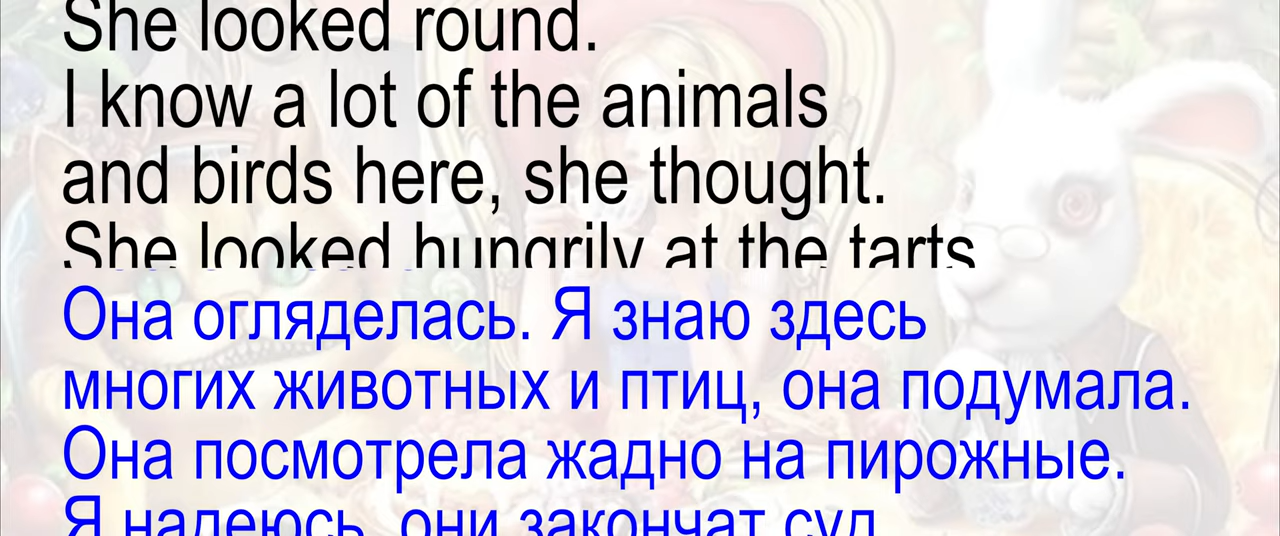 She looked round.
I know a lot of the animals
and birds here, she thought.
She looked hungrily at the tarts
Она огляделась. Я знаю здесь
многих животных и птиц, она подумала.
Она посмотрела жадно на пирожные.
Я надеюсь, они закончат суд